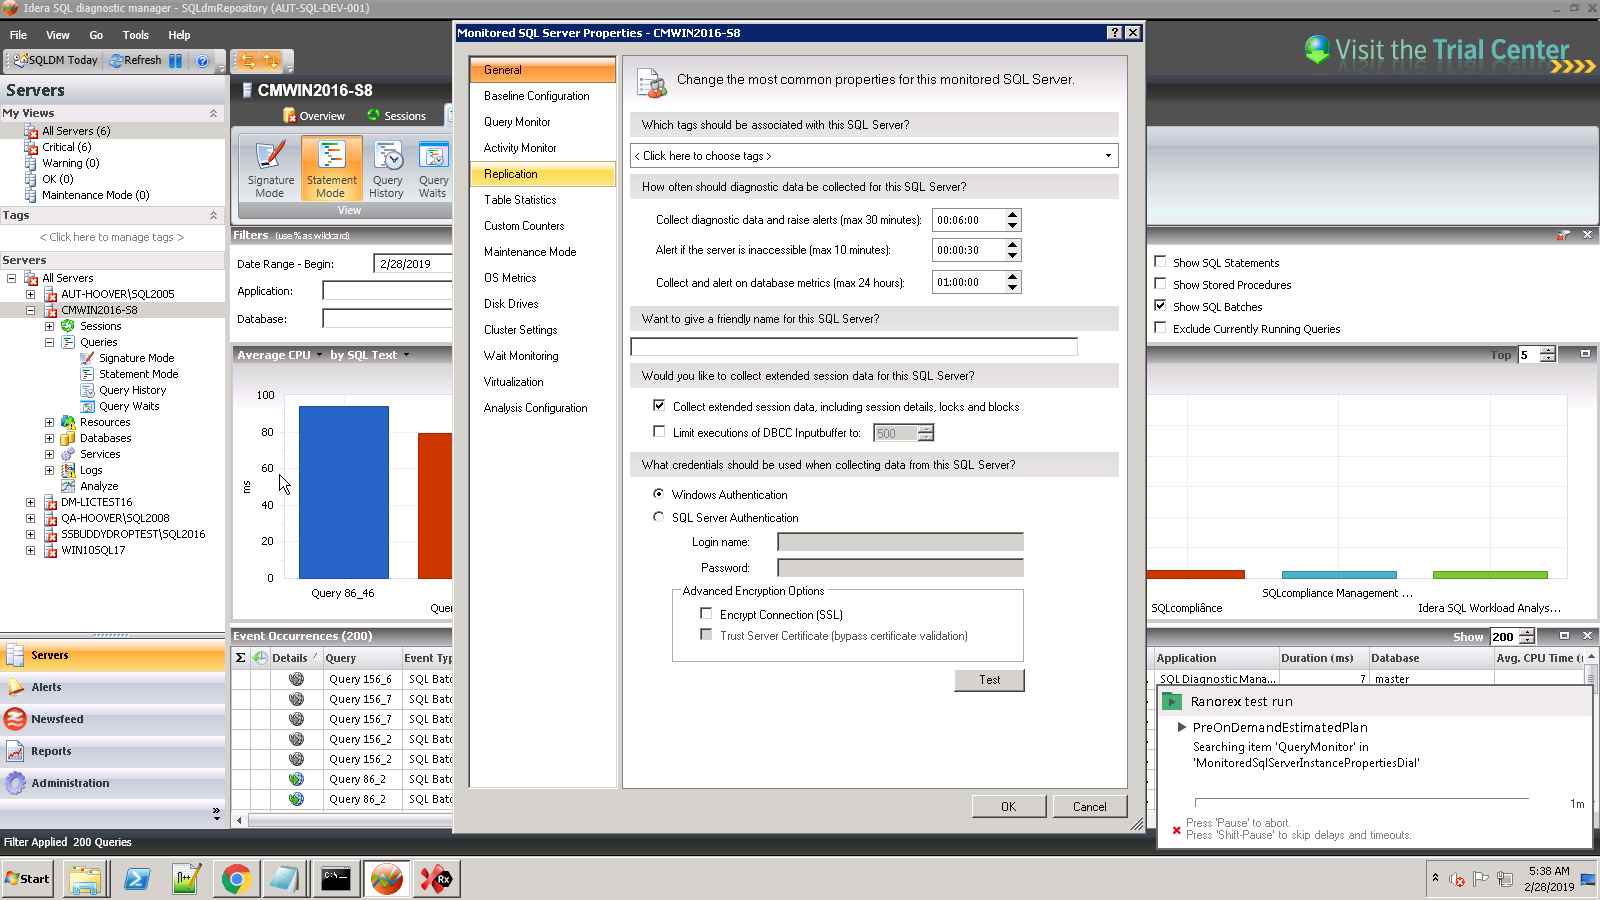 Idera SQL diagnostic manager - SQLdmRepository (AUT-SQL-DEV-001)
File View Go Tools Help
SQLDM Today Refresh
Visit the Trial Center
Servers
My Views
All Servers (6)
Critical (6)
Warning (0)
OK (0)
Maintenance Mode (0)
Tags
< Click here to manage tags >
Servers
All Servers
AUT-HOOVER\SQL2005
CMWIN2016-S8
Sessions
Queries
Signature Mode
Statement Mode
Query History
Query Waits
Resources
Databases
Services
Logs
Analyze
DM-LICTEST16
QA-HOOVER\SQL2008
SSBUDDYDROPTEST\SQL2016
WIN10SQL17
Servers
Alerts
Newsfeed
Reports
Administration
Filter Applied 200 Queries
CMWIN2016-S8
Overview Sessions
Signature Mode
Statement Mode
Query History
Query Waits
View
Filters (use % as wildcard)
Date Range - Begin: 2/28/2019
Application:
Database:
Average CPU by SQL Text
100
80
60
40
20
0
ms
Query 86_46
Que
Event Occurrences (200)
Σ Details Query Event Typ
Query 156_6 SQL Batc
Query 156_7 SQL Batc
Query 156_7 SQL Batc
Query 156_2 SQL Batc
Query 156_2 SQL Batc
Query 86_2 SQL Batc
Query 86_2 SQL Batc
Monitored SQL Server Properties - CMWIN2016-S8
General
Baseline Configuration
Query Monitor
Activity Monitor
Replication
Table Statistics
Custom Counters
Maintenance Mode
OS Metrics
Disk Drives
Cluster Settings
Wait Monitoring
Virtualization
Analysis Configuration
Change the most common properties for this monitored SQL Server.
Which tags should be associated with this SQL Server?
< Click here to choose tags >
How often should diagnostic data be collected for this SQL Server?
Collect diagnostic data and raise alerts (max 30 minutes): 00:06:00
Alert if the server is inaccessible (max 10 minutes): 00:00:30
Collect and alert on database metrics (max 24 hours): 01:00:00
Want to give a friendly name for this SQL Server?
Would you like to collect extended session data for this SQL Server?
Collect extended session data, including session details, locks and blocks
Limit executions of DBCC Inputbuffer to: 500
What credentials should be used when collecting data from this SQL Server?
Windows Authentication
SQL Server Authentication
Login name:
Password:
Advanced Encryption Options
Encrypt Connection (SSL)
Trust Server Certificate (bypass certificate validation)
Test
OK Cancel
Show SQL Statements
Show Stored Procedures
Show SQL Batches
Exclude Currently Running Queries
Top 5
SQLcompliance
SQLcompliance Management ...
Idera SQL Workload Analys...
Show 200
Application Duration (ms) Database Avg. CPU Time (
SQL Diagnostic Mana... 7 master
Ranorex test run
PreOnDemandEstimatedPlan
Searching item 'QueryMonitor' in
'MonitoredSqlServerInstancePropertiesDial'
1m
Press 'Pause' to abort.
Press 'Shift-Pause' to skip delays and timeouts.
Start
5:38 AM
2/28/2019